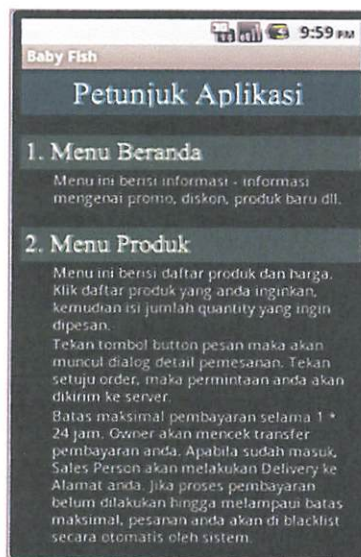 9:59 PM
Baby Fish
Petunjuk Aplikasi
1. Menu Beranda
Menu ini berisi informasi - informasi
mengenai promo, diskon, produk baru dll.
2. Menu Produk
Menu ini berisi daftar produk dan harga.
Klik daftar produk yang anda inginkan,
kemudian isi jumlah quantity yang ingin
dipesan.
Tekan tombol button pesan maka akan
muncul dialog detail pemesanan. Tekan
setuju order, maka permintaan anda akan
dikirim ke server.
Batas maksimal pembayaran selama 1 *
24 jam. Owner akan mencek transfer
pembayaran anda. Apabila sudah masuk,
Sales Person akan melakukan Delivery ke
Alamat anda. Jika proses pembayaran
belum dilakukan hingga melampaui batas
maksimal, pesanan anda akan di blacklist
secara otomatis oleh sistem.